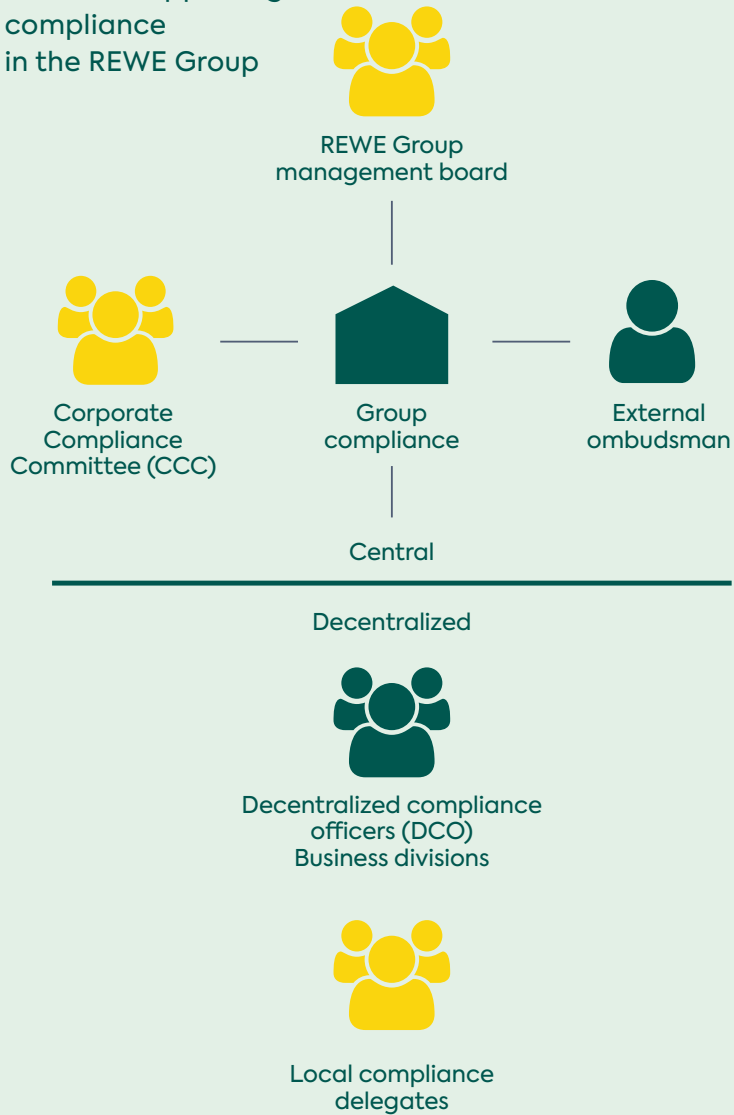 compliance
in the REWE Group
REWE Group
management board
Corporate
Compliance
Committee (CCC)
Group
compliance
External
ombudsman
Central
Decentralized
Decentralized compliance
officers (DCO)
Business divisions
Local compliance
delegates